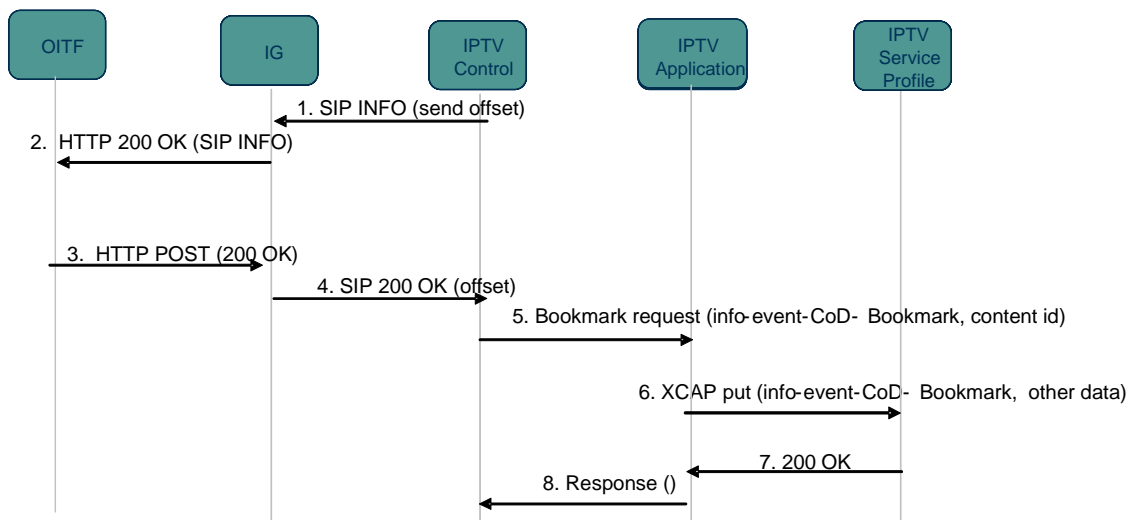 OITF
IG
IPTV
Control
IPTV
Application
IPTV
Service
Profile
1. SIP INFO (send offset)
2. HTTP 200 OK (SIP INFO)
3. HTTP POST (200 OK)
4. SIP 200 OK (offset)
5. Bookmark request (info-event-CoD- Bookmark, content id)
6. XCAP put (info-event-CoD- Bookmark, other data)
7. 200 OK
8. Response ()